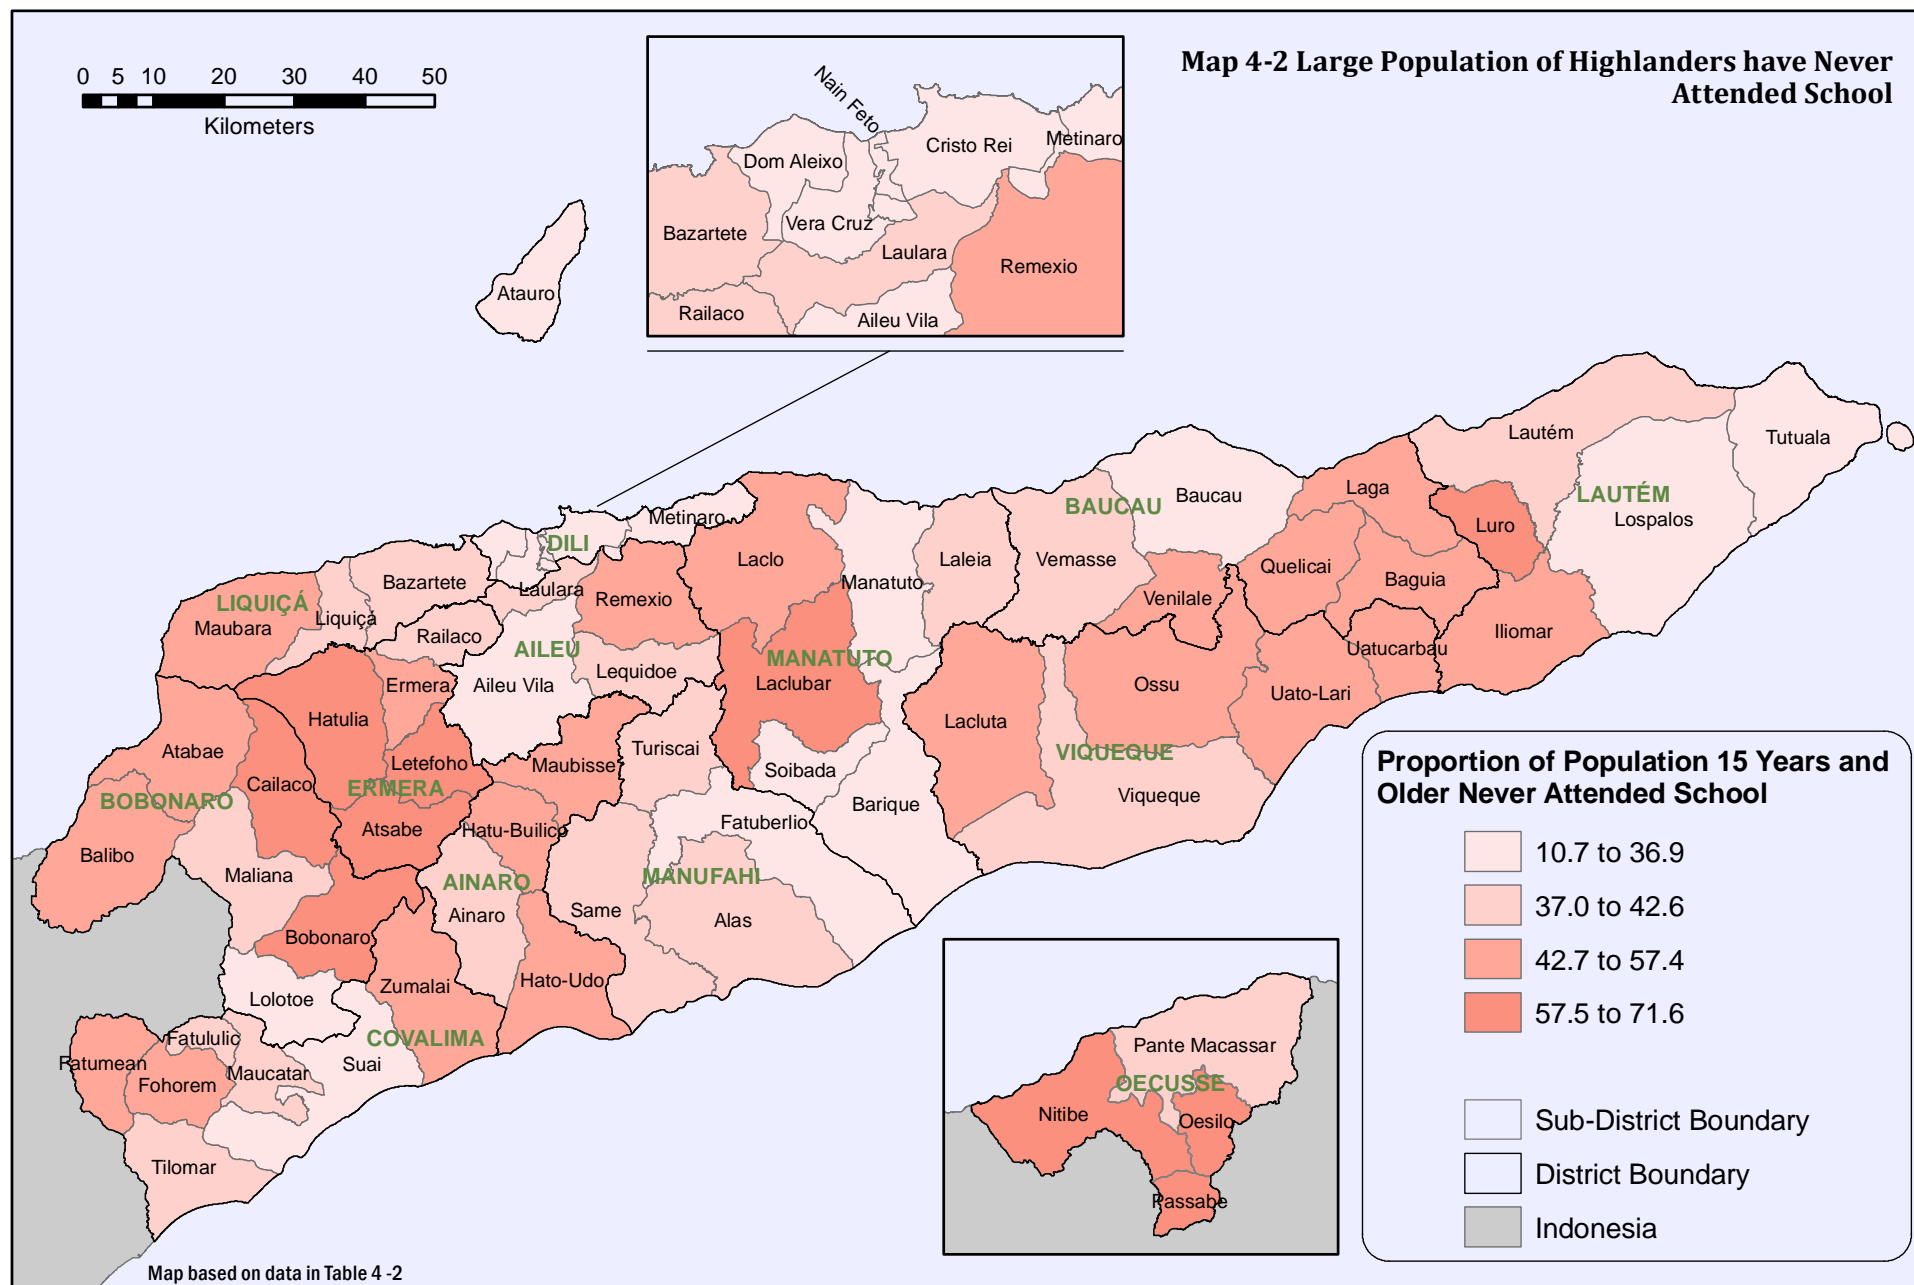 Map 4-2 Large Population of Highlanders have Never
Attended School
0 5 10 20 30 40 50
Kilometers
Nain Feto
Cristo Rei
Metinaro
Dom Aleixo
Vera Cruz
Bazartete
Laulara
Remexio
Railaco
Aileu Vila
Atauro
Lautém
Tutuala
LAUTÉM
Lospalos
Luro
Iliomar
BAUCAU
Baucau
Laga
Vemasse
Quelicai
Baguia
Venilale
Metinaro
DILI
Laclo
Manatuto
Laleia
MANATUTO
Laclubar
Soibada
Barique
Bazartete
LIQUIÇÁ
Maubara
Liquiçá
Laulara
Remexio
AILEU
Aileu Vila
Lequidoe
Railaco
Ermera
Hatulia
Letefoho
ERMERA
Atsabe
Uatucarbau
Ossu
Uato-Lari
Lacluta
VIQUEQUE
Viqueque
Turiscai
Fatuberlio
MANUFAHI
Same
Alas
Maubisse
Hatu-Builico
AINARO
Ainaro
Hato-Udo
Atabae
Cailaco
BOBONARO
Balibo
Maliana
Bobonaro
Lolotoe
Zumalai
COVALIMA
Suai
Fatululic
Fatumean
Fohorem
Maucatar
Tilomar
Pante Macassar
OECUSSE
Nitibe
Oesilo
Passabe
Proportion of Population 15 Years and
Older Never Attended School
10.7 to 36.9
37.0 to 42.6
42.7 to 57.4
57.5 to 71.6
Sub-District Boundary
District Boundary
Indonesia
Map based on data in Table 4 -2